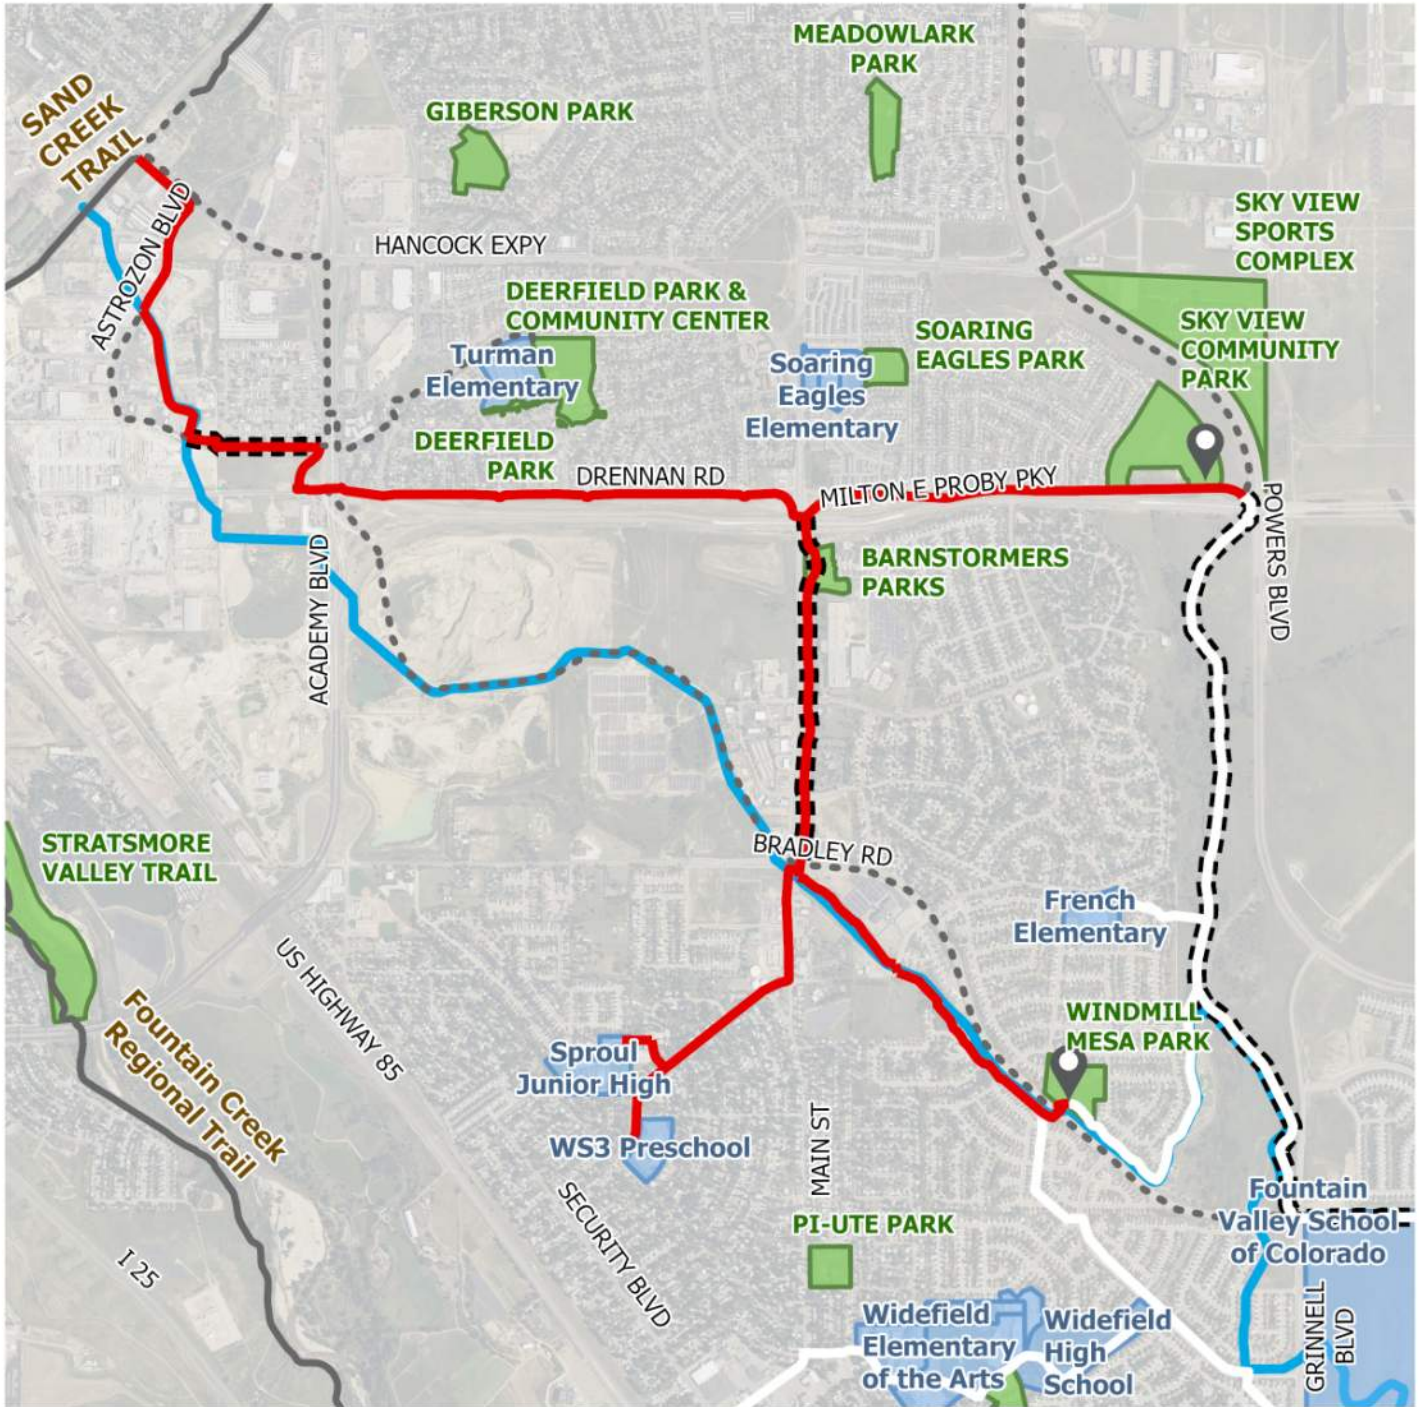 MEADOWLARK
PARK
SAND
CREEK
TRAIL
GIBERSON PARK
ASTROZON BLVD
HANCOCK EXPY
SKY VIEW
SPORTS
COMPLEX
DEERFIELD PARK &
COMMUNITY CENTER
SKY VIEW
COMMUNITY
PARK
SOARING
EAGLES PARK
Turman
Elementary
Soaring
Eagles
Elementary
DEERFIELD
PARK
DRENNAN RD
MILTON E PROBY PKY
POWERS BLVD
ACADEMY BLVD
BARNSTORMERS
PARKS
STRATSMORE
VALLEY TRAIL
BRADLEY RD
French
Elementary
US HIGHWAY 85
Fountain Creek
Regional Trail
WINDMILL
MESA PARK
Sproul
Junior High
WS3 Preschool
MAIN ST
SECURITY BLVD
PI-UTE PARK
Fountain
Valley School
of Colorado
I 25
Widefield
Elementary
of the Arts
Widefield
High
School
GRINNELL
BLVD